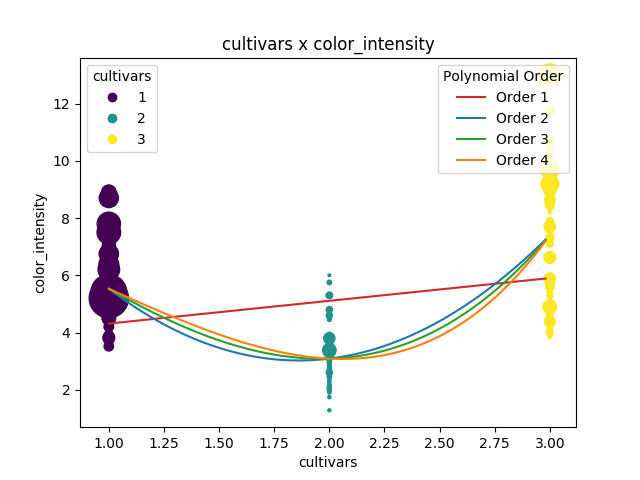 cultivars x color_intensity
cultivars
1
2
3
Polynomial Order
Order 1
Order 2
Order 3
Order 4
color_intensity
12
10
8
6
4
2
1.00 1.25 1.50 1.75 2.00 2.25 2.50 2.75 3.00
cultivars